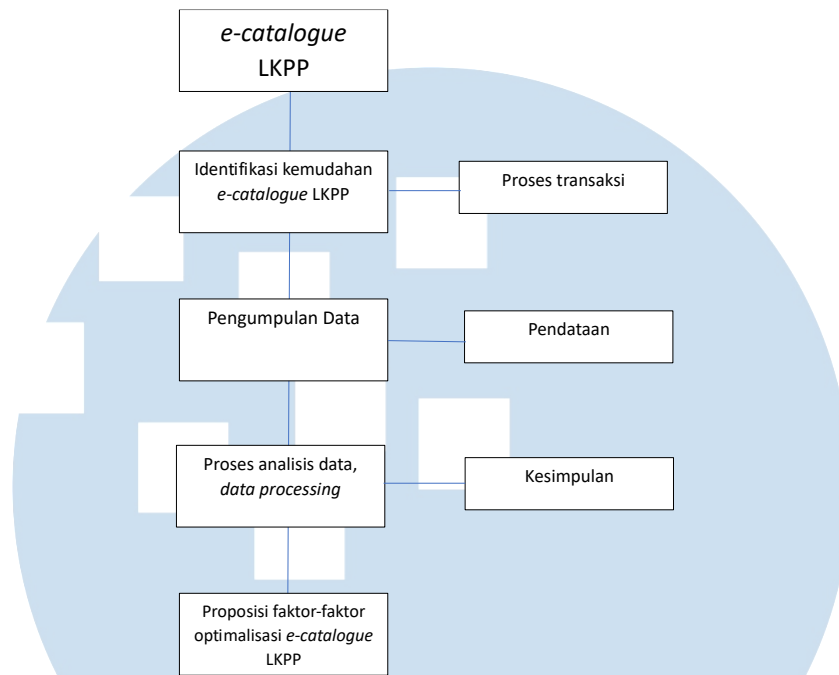 e-catalogue
LKPP
Identifikasi kemudahan
e-catalogue LKPP
Proses transaksi
Pengumpulan Data
Pendataan
Proses analisis data,
data processing
Kesimpulan
Proposisi faktor-faktor
optimalisasi e-catalogue
LKPP